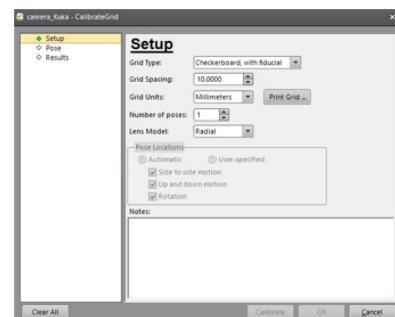 camera_Kuka - CalibrateGrid
Setup
Pose
Results
Setup
Grid Type: Checkerboard, with fiducial
Grid Spacing: 10.0000
Grid Units: Millimeters Print Grid ...
Number of poses: 1
Lens Model: Radial
Pose Locations
Automatic User-specified
Side to side motion
Up and down motion
Rotation
Notes:
Clear All Calibrate OK Cancel